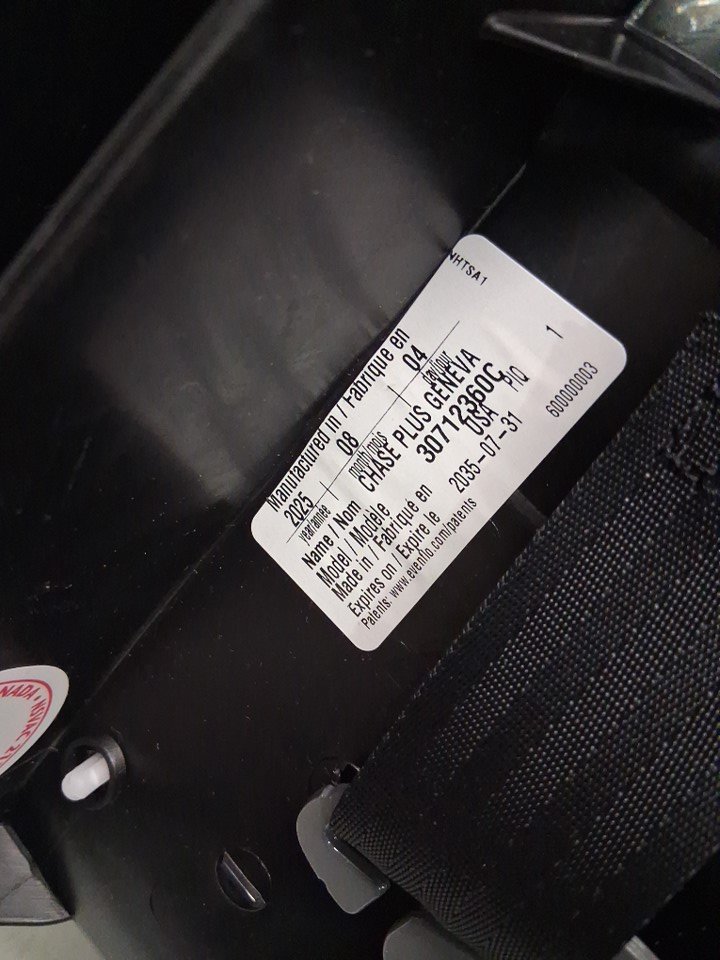 NHTSA1
Manufactured in / Fabriqué en
2025 08 04
year/année month/mois day/jour
Name / Nom CHASE PLUS GENEVA
Model / Modèle 30712360C
Made in / Fabriqué en USA PIQ 1
Expires on / Expire le 2035-07-31
Patents: www.evenflo.com/patents 600000003
NADA